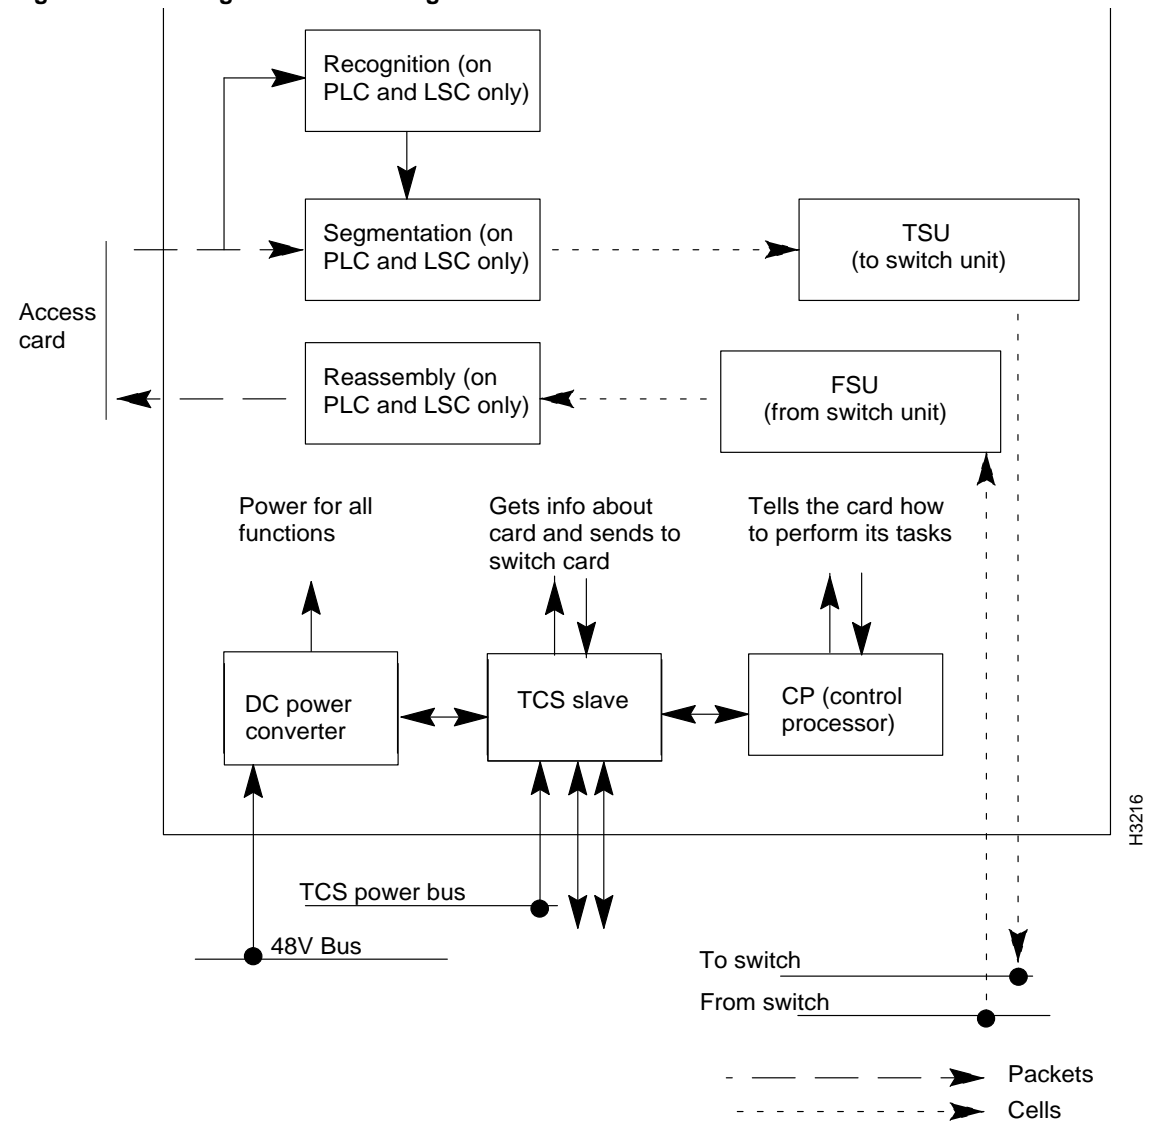 Recognition (on
PLC and LSC only)
Segmentation (on
PLC and LSC only)
TSU
(to switch unit)
Access
card
Reassembly (on
PLC and LSC only)
FSU
(from switch unit)
Power for all
functions
Gets info about
card and sends to
switch card
Tells the card how
to perform its tasks
DC power
converter
TCS slave
CP (control
processor)
H3216
TCS power bus
48V Bus
To switch
From switch
Packets
Cells